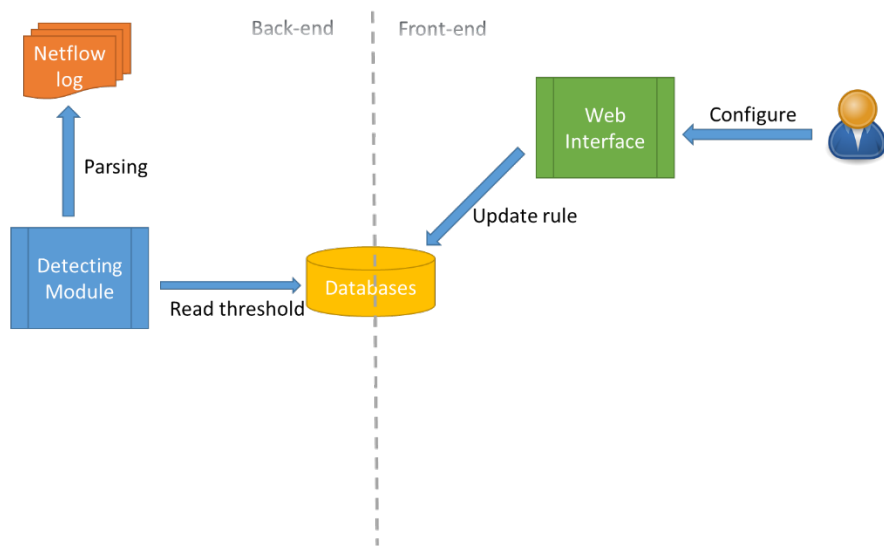 Back-end
Front-end
Netflow
log
Web
Interface
Configure
Parsing
Update rule
Detecting
Module
Databases
Read threshold